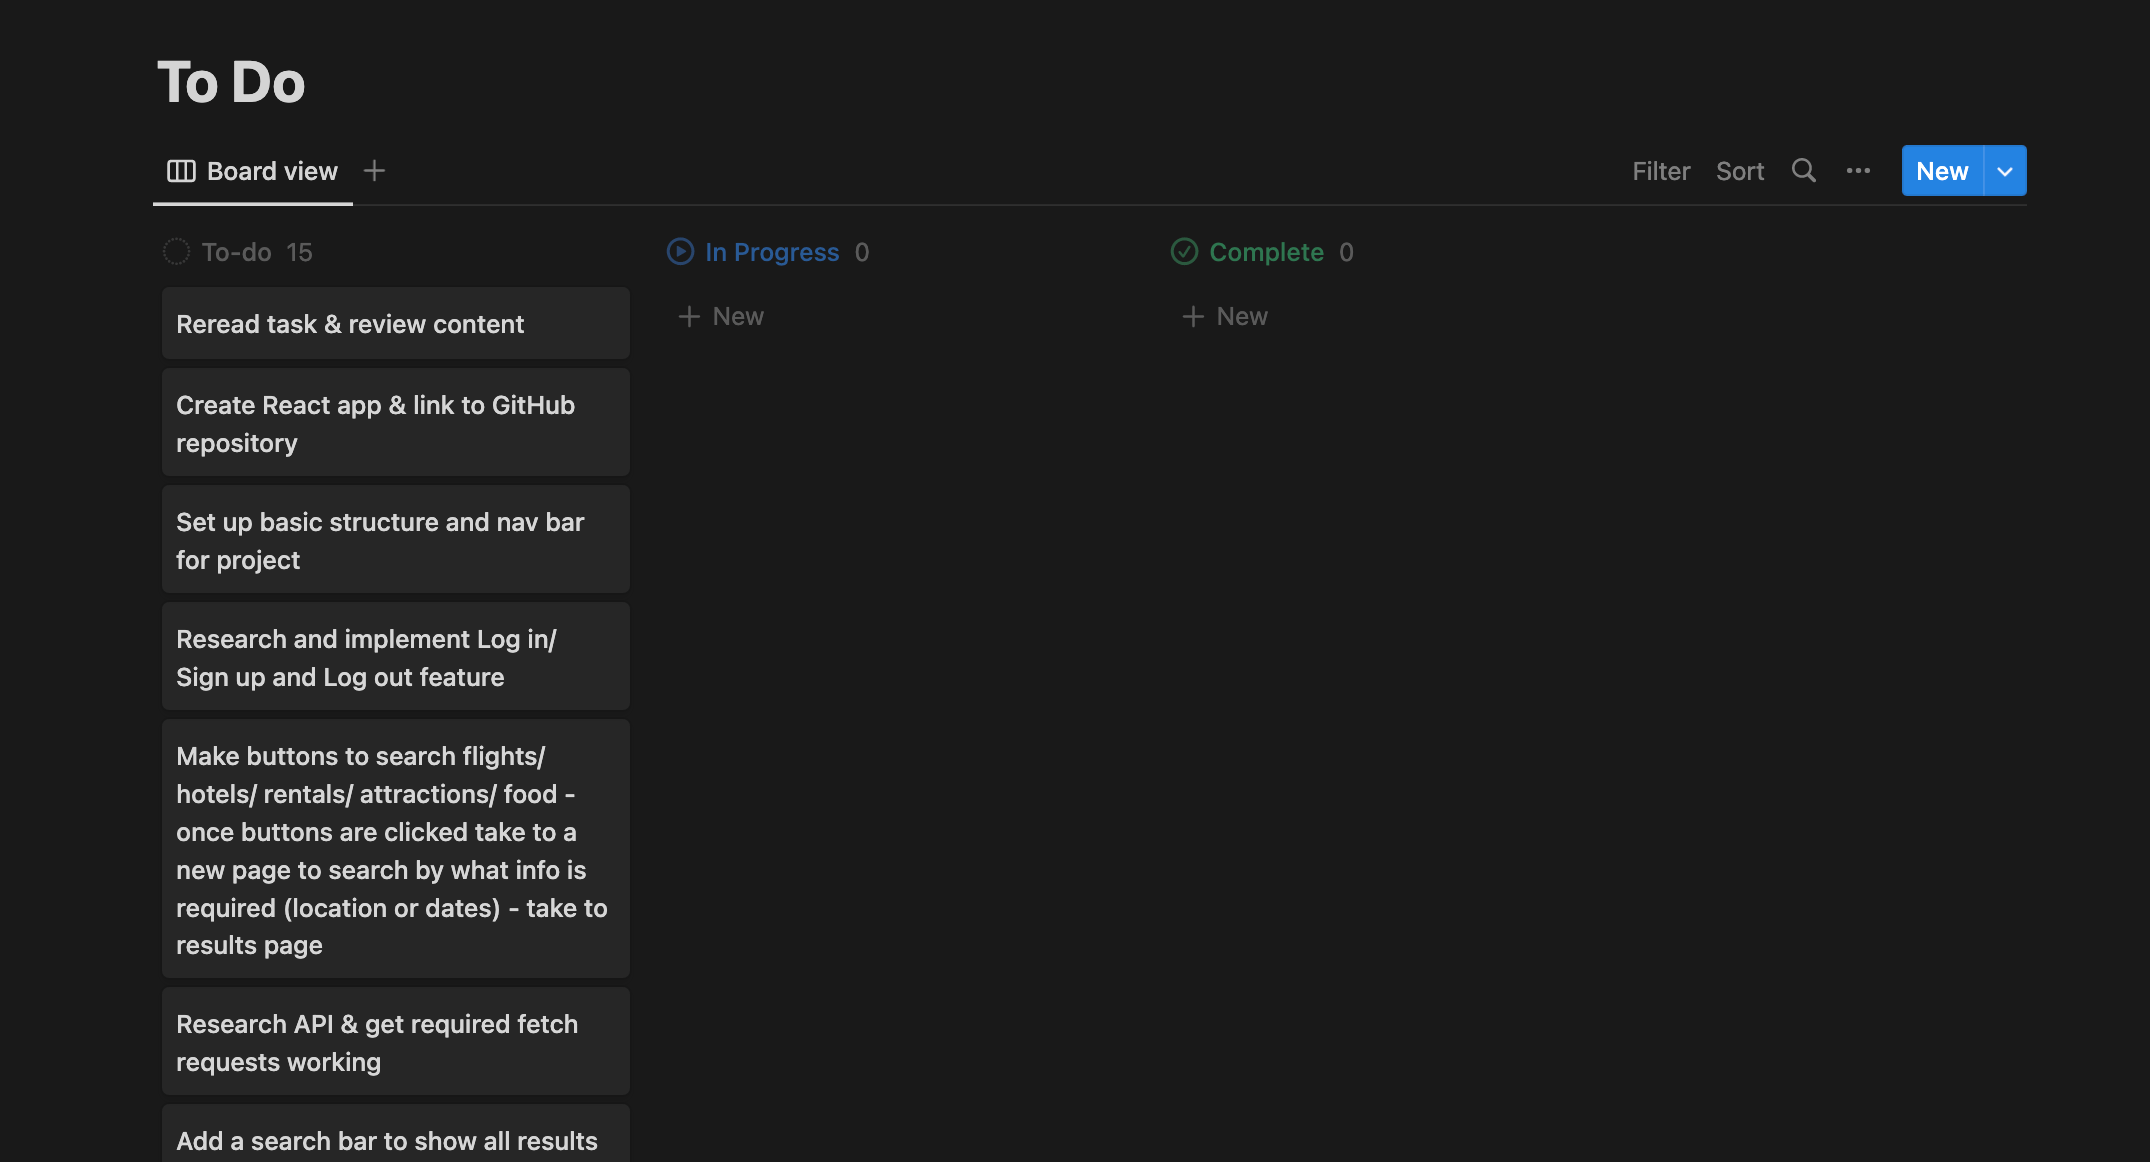 To Do
Board view
Filter Sort New
To-do 15
Reread task & review content
Create React app & link to GitHub
repository
Set up basic structure and nav bar
for project
Research and implement Log in/
Sign up and Log out feature
Make buttons to search flights/
hotels/ rentals/ attractions/ food -
once buttons are clicked take to a
new page to search by what info is
required (location or dates) - take to
results page
Research API & get required fetch
requests working
Add a search bar to show all results
In Progress 0
New
Complete 0
New